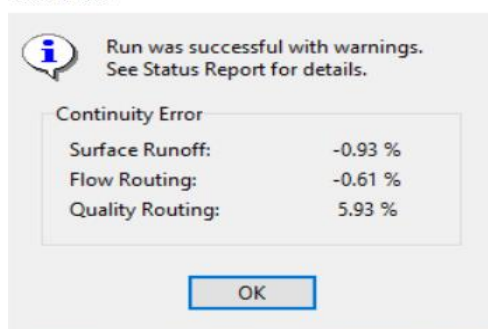 Run was successful with warnings.
See Status Report for details.
Continuity Error
Surface Runoff: -0.93 %
Flow Routing: -0.61 %
Quality Routing: 5.93 %
OK